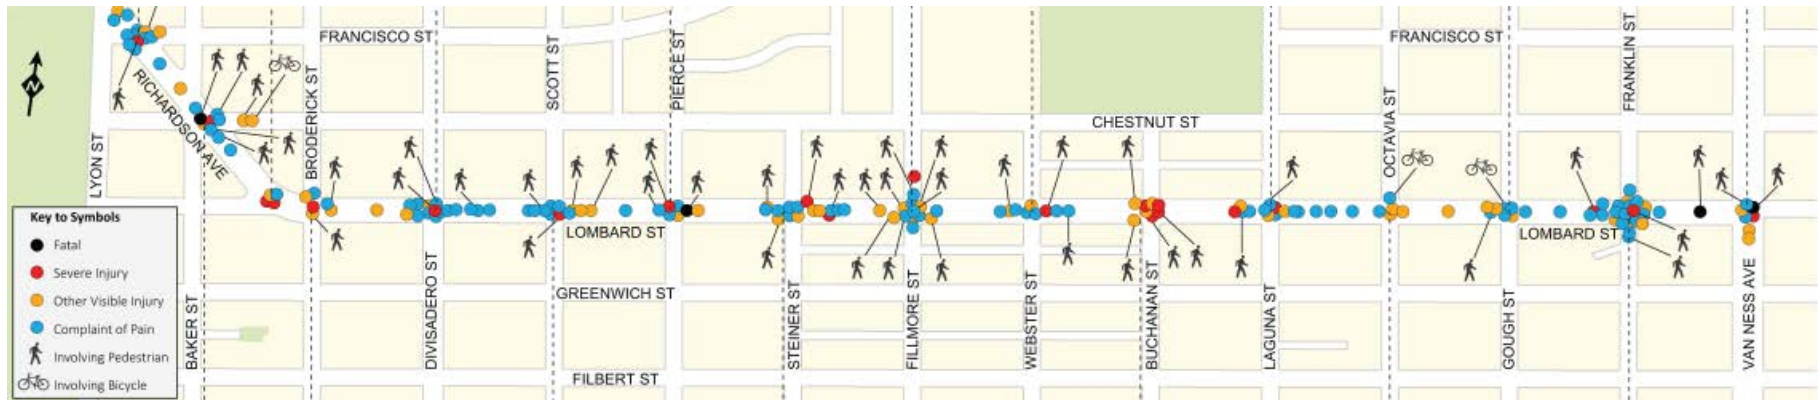 FRANCISCO ST
FRANCISCO ST
RICHARDSON AVE
LYON ST
BRODERICK ST
SCOTT ST
PIERCE ST
CHESTNUT ST
OCTAVIA ST
FRANKLIN ST
N
LOMBARD ST
LOMBARD ST
GREENWICH ST
FILBERT ST
BAKER ST
DIVISADERO ST
STEINER ST
FILLMORE ST
WEBSTER ST
BUCHANAN ST
LAGUNA ST
GOUGH ST
VAN NESS AVE
Key to Symbols
Fatal
Severe Injury
Other Visible Injury
Complaint of Pain
Involving Pedestrian
Involving Bicycle